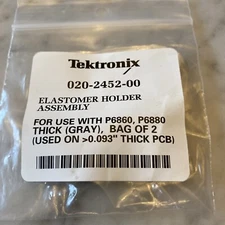 Tektronix
020-2452-00
ELASTOMER HOLDER
ASSEMBLY
FOR USE WITH P6860, P6880
THICK (GRAY), BAG OF 2
(USED ON >0.093" THICK PCB)